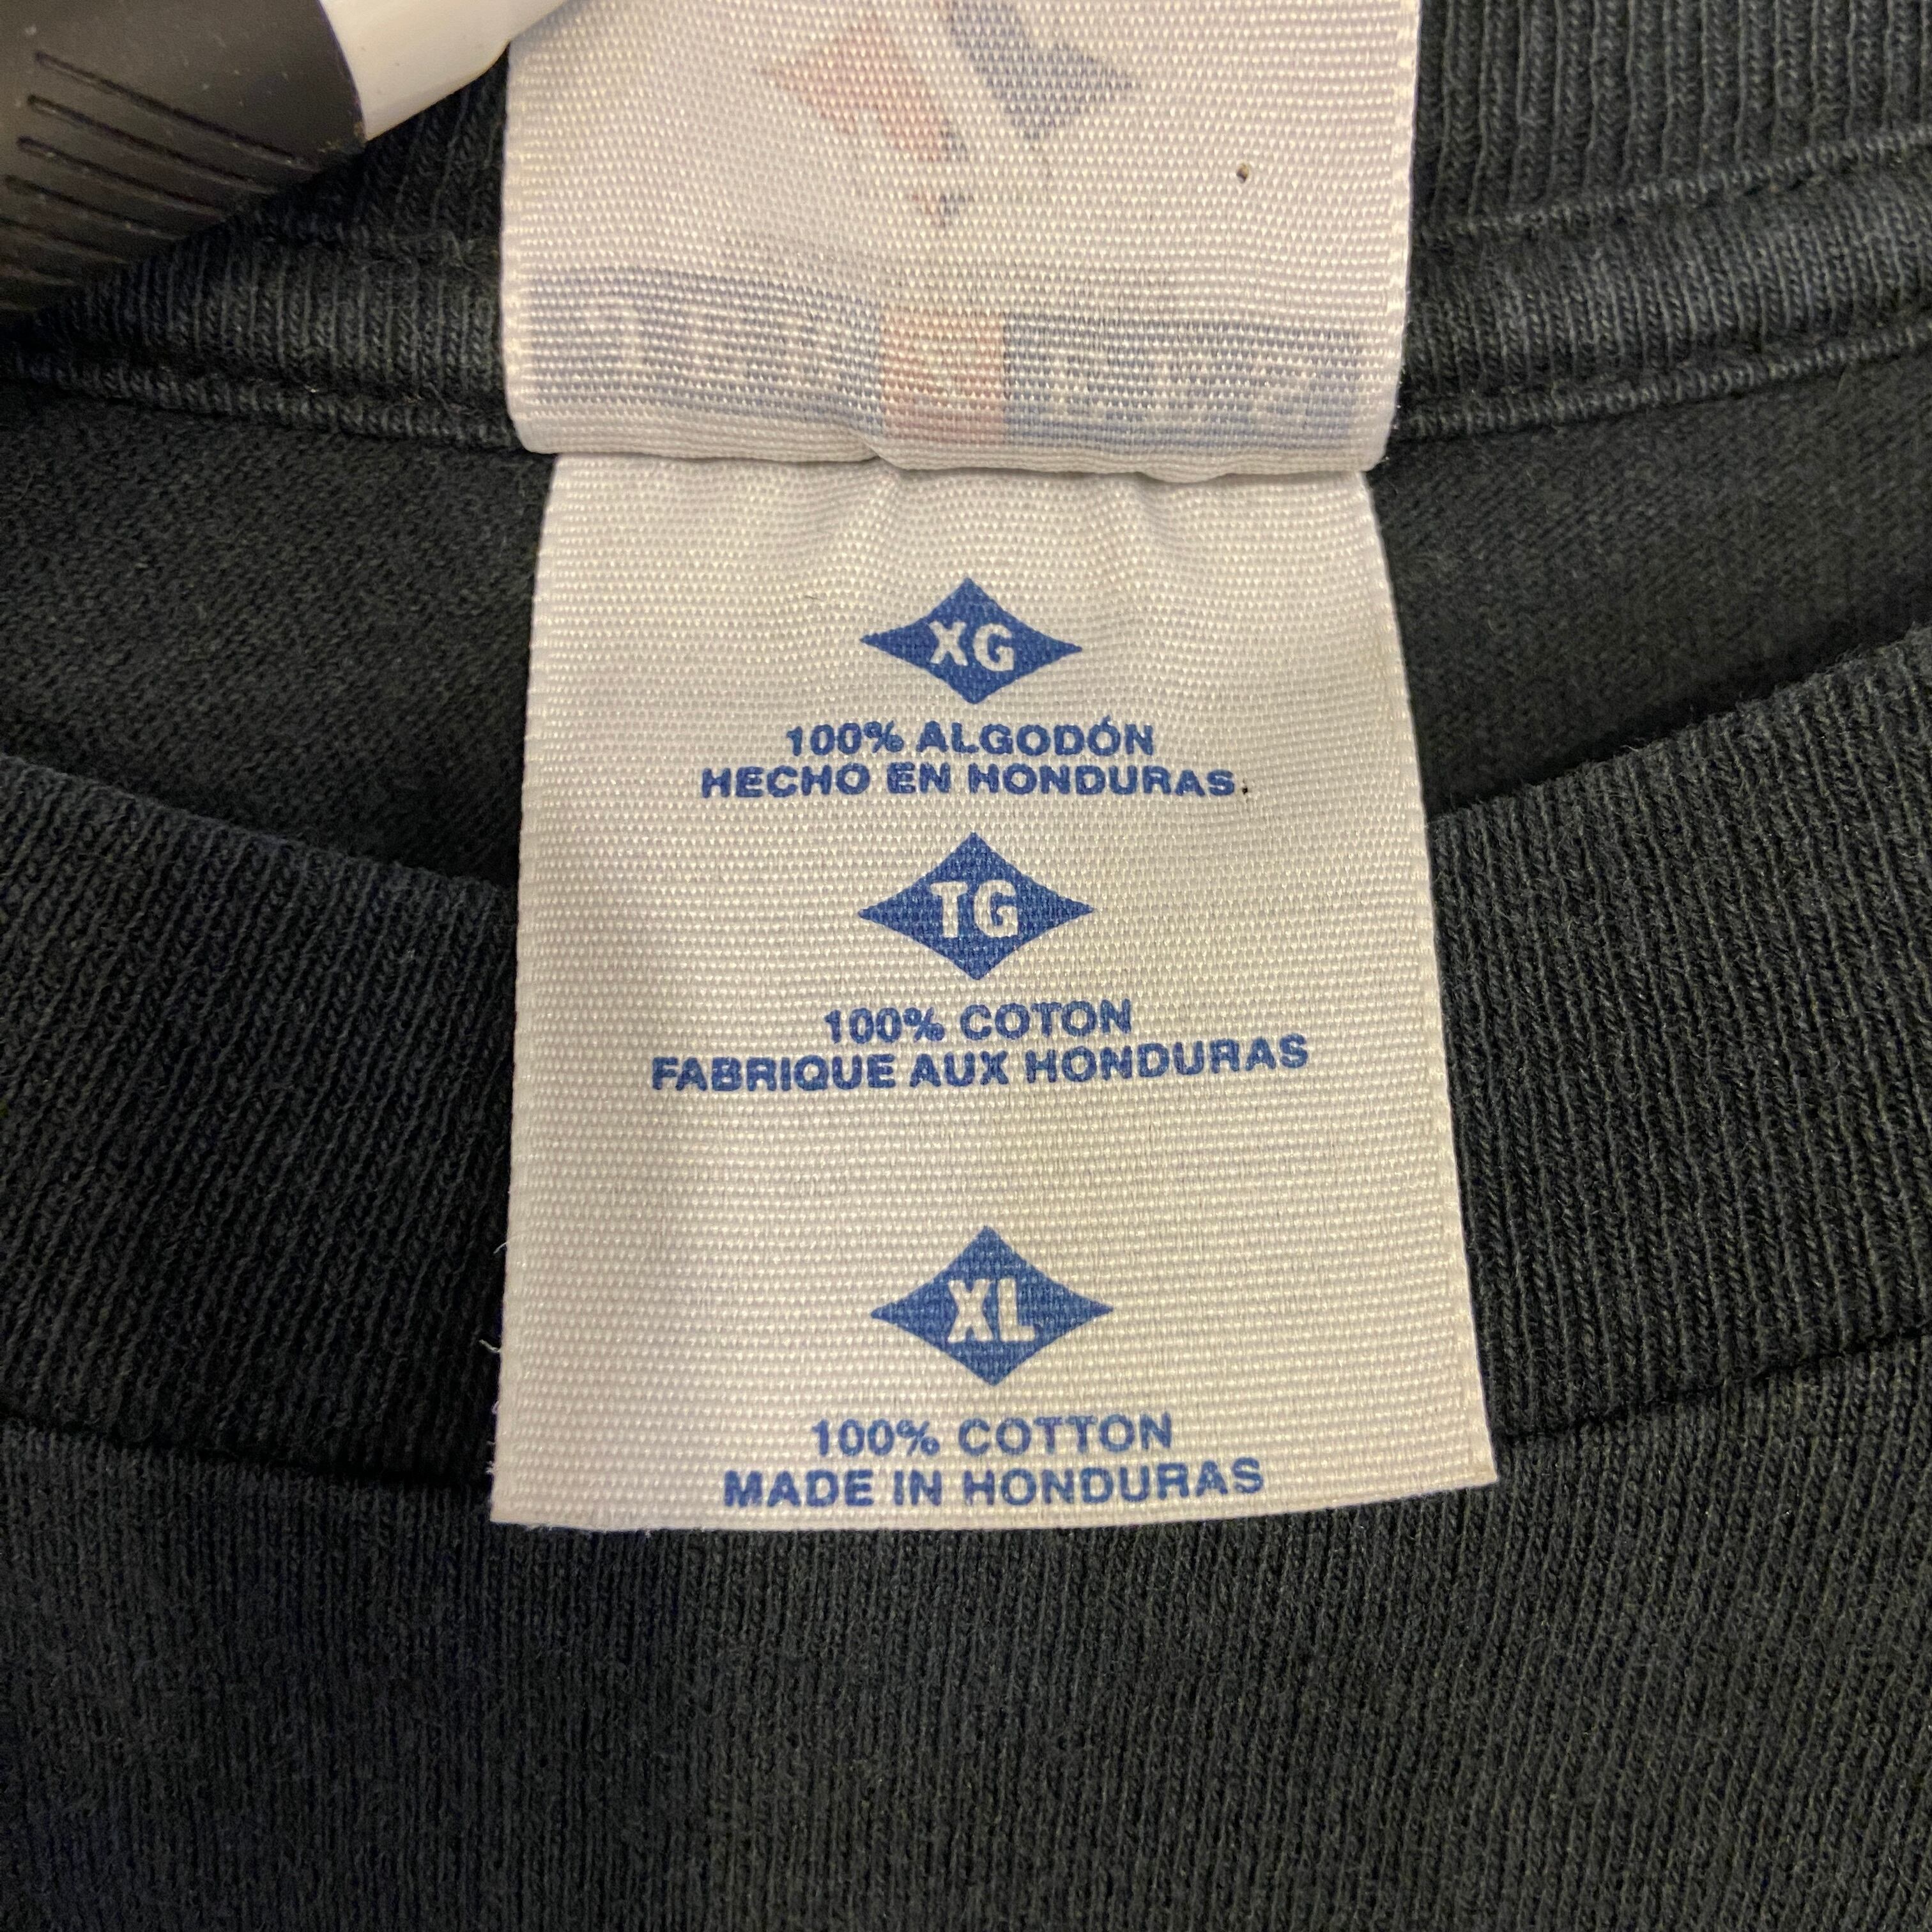 XG
100% ALGODÓN
HECHO EN HONDURAS
TG
100% COTON
FABRIQUE AUX HONDURAS
XL
100% COTTON
MADE IN HONDURAS